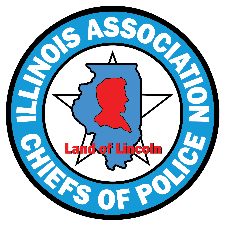 ILLINOIS ASSOCIATION
Land of Lincoln
CHIEFS OF POLICE